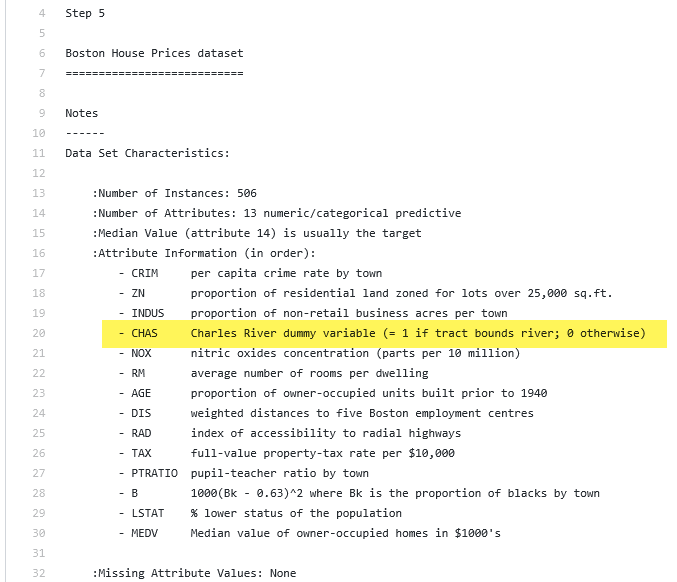 4 Step 5
5
6 Boston House Prices dataset
7 ===========================
8
9 Notes
10 ------
11 Data Set Characteristics:
12
13 :Number of Instances: 506
14 :Number of Attributes: 13 numeric/categorical predictive
15 :Median Value (attribute 14) is usually the target
16 :Attribute Information (in order):
17 - CRIM per capita crime rate by town
18 - ZN proportion of residential land zoned for lots over 25,000 sq.ft.
19 - INDUS proportion of non-retail business acres per town
20 - CHAS Charles River dummy variable (= 1 if tract bounds river; 0 otherwise)
21 - NOX nitric oxides concentration (parts per 10 million)
22 - RM average number of rooms per dwelling
23 - AGE proportion of owner-occupied units built prior to 1940
24 - DIS weighted distances to five Boston employment centres
25 - RAD index of accessibility to radial highways
26 - TAX full-value property-tax rate per $10,000
27 - PTRATIO pupil-teacher ratio by town
28 - B 1000(Bk - 0.63)^2 where Bk is the proportion of blacks by town
29 - LSTAT % lower status of the population
30 - MEDV Median value of owner-occupied homes in $1000's
31
32 :Missing Attribute Values: None